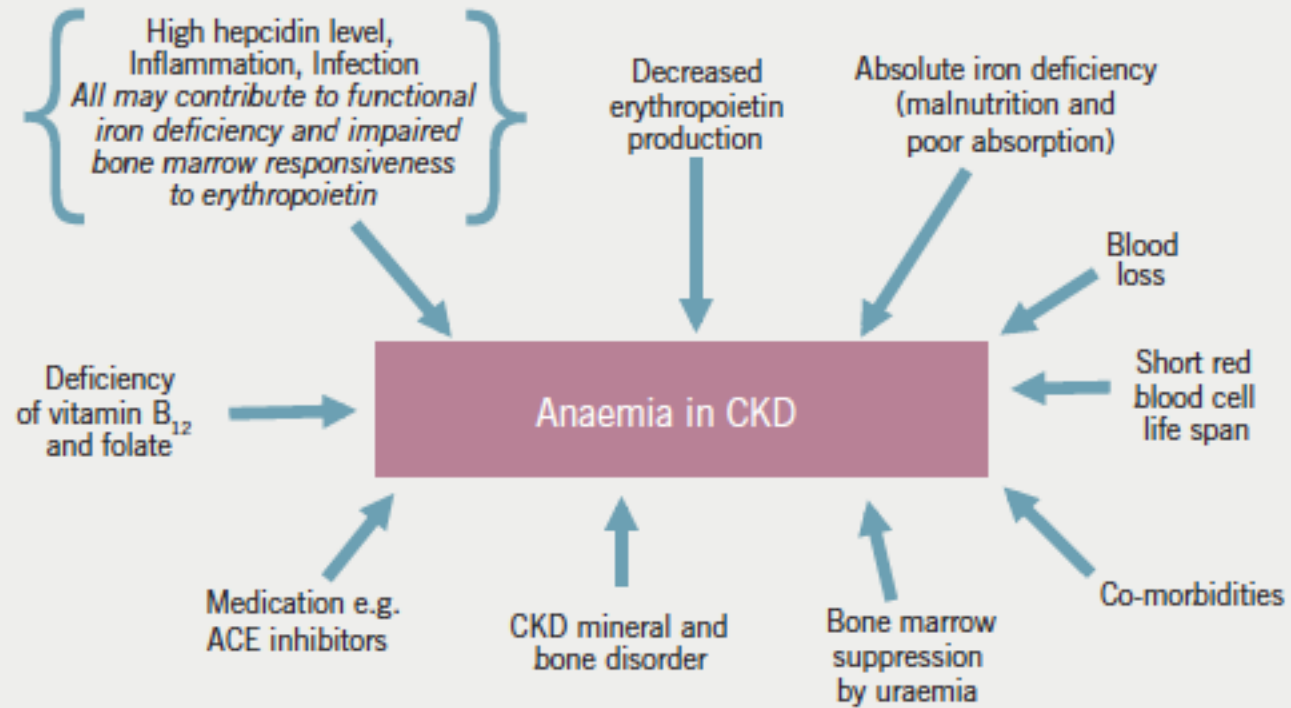 High hepcidin level,
Inflammation, Infection
All may contribute to functional
iron deficiency and impaired
bone marrow responsiveness
to erythropoietin
Decreased
erythropoietin
production
Absolute iron deficiency
(malnutrition and
poor absorption)
Blood
loss
Deficiency
of vitamin B₁₂
and folate
Anaemia in CKD
Short red
blood cell
life span
Medication e.g.
ACE inhibitors
CKD mineral and
bone disorder
Bone marrow
suppression
by uraemia
Co-morbidities